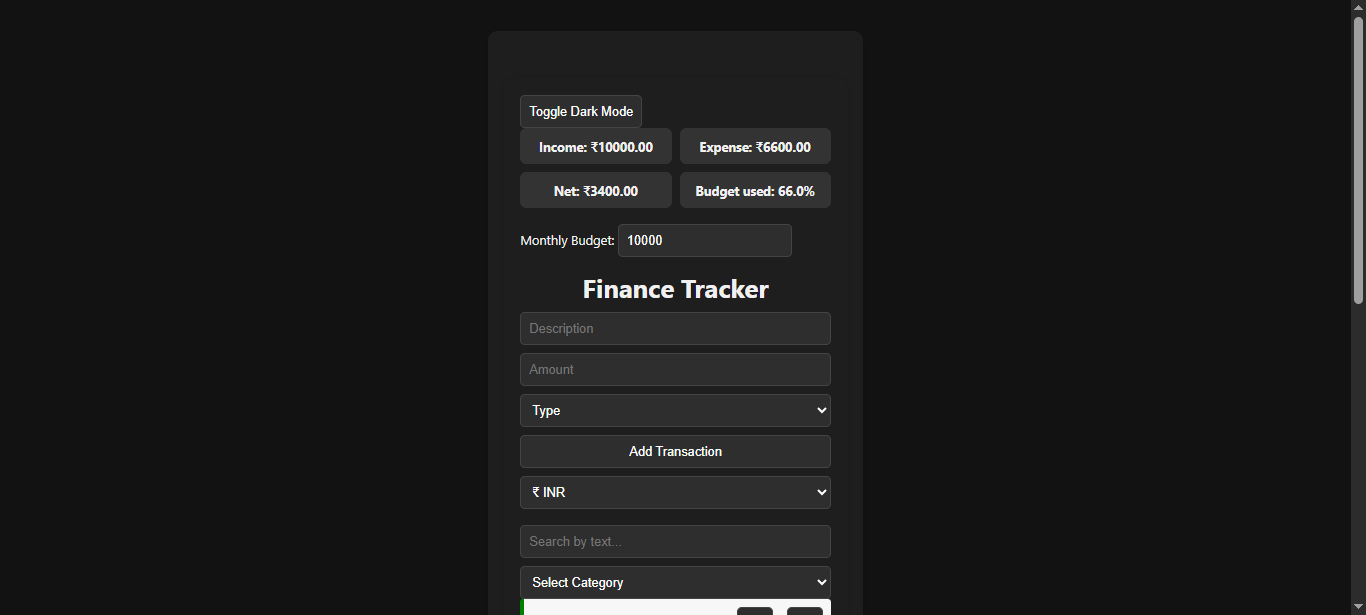 Toggle Dark Mode
Income: ₹10000.00 Expense: ₹6600.00
Net: ₹3400.00 Budget used: 66.0%
Monthly Budget: 10000
Finance Tracker
Description
Amount
Type
Add Transaction
₹ INR
Search by text...
Select Category